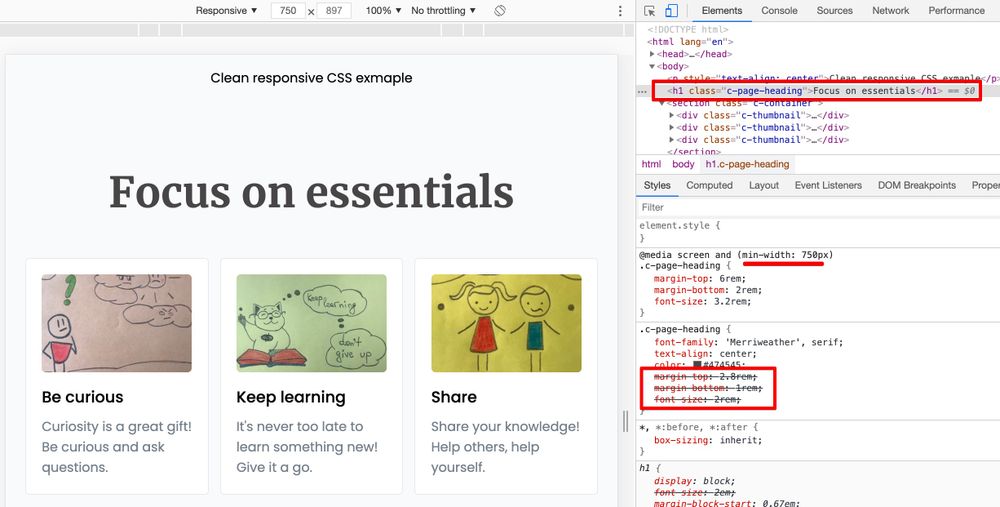 Responsive ▼ 750 × 897 100% ▼ No throttling ▼
Clean responsive CSS exmaple
Focus on essentials
Keep learning
don't give up
Be curious
Curiosity is a great gift!
Be curious and ask
questions.
Keep learning
It's never too late to
learn something new!
Give it a go.
Share
Share your knowledge!
Help others, help
yourself.
Elements Console Sources Network Performance
<!DOCTYPE html>
<html lang="en">
▶<head>…</head>
▼<body>
<p style="text-align: center">Clean responsive CSS exmaple</p>
<h1 class="c-page-heading">Focus on essentials</h1> == $0
▼<section class="c-container">
▶<div class="c-thumbnail">…</div>
▶<div class="c-thumbnail">…</div>
▶<div class="c-thumbnail">…</div>
</section>
html body h1.c-page-heading
Styles Computed Layout Event Listeners DOM Breakpoints Proper
Filter
element.style {
}
@media screen and (min-width: 750px)
.c-page-heading {
margin-top: 6rem;
margin-bottom: 2rem;
font-size: 3.2rem;
}
.c-page-heading {
font-family: 'Merriweather', serif;
text-align: center;
color: #474545;
margin-top: 2.8rem;
margin-bottom: 1rem;
font-size: 2rem;
}
*, *:before, *:after {
box-sizing: inherit;
}
h1 {
display: block;
font-size: 2em;
margin-block-start: 0.67em;